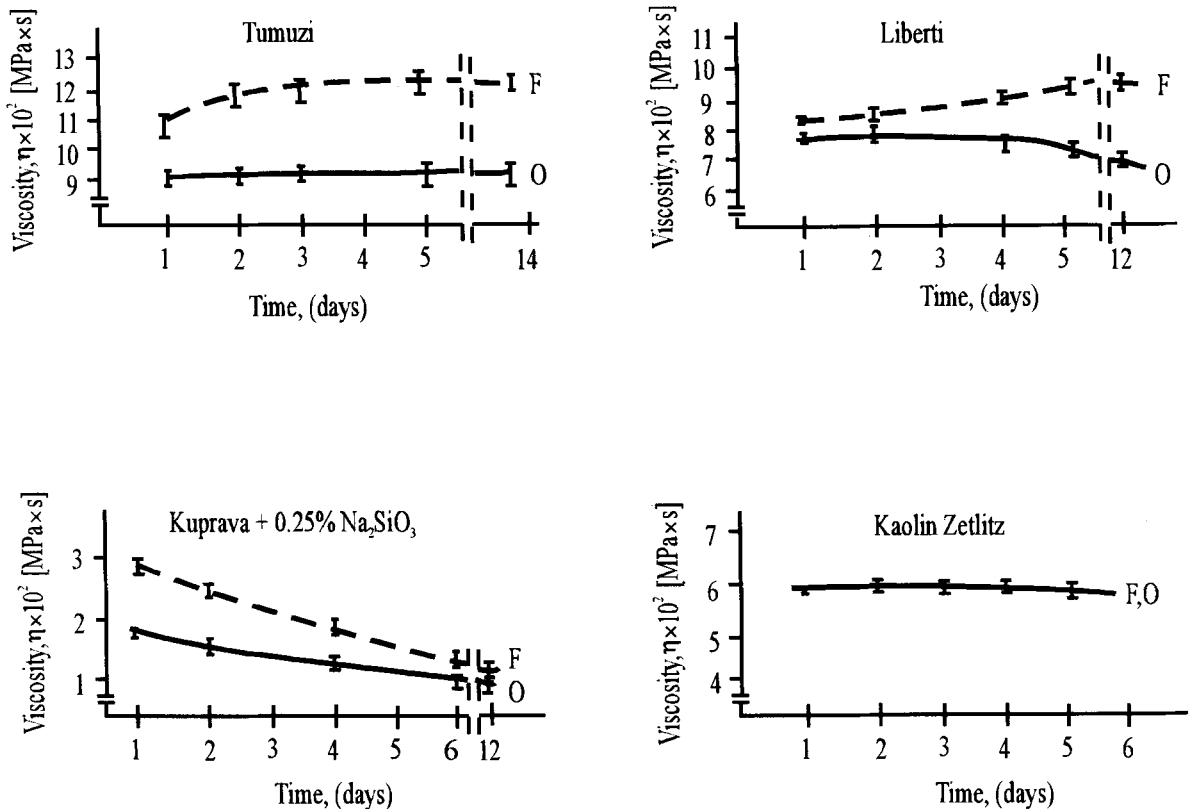 Tumuzi
Viscosity,η×10² [MPa×s]
13
12
11
10
9
F
O
1 2 3 4 5 14
Time, (days)
Liberti
Viscosity,η×10² [MPa×s]
11
10
9
8
7
6
F
O
1 2 3 4 5 12
Time, (days)
Kuprava + 0.25% Na₂SiO₃
Viscosity,η×10² [MPa×s]
3
2
1
F
O
1 2 3 4 5 6 12
Time, (days)
Kaolin Zetlitz
Viscosity,η×10² [MPa×s]
7
6
5
4
F,O
1 2 3 4 5 6
Time, (days)